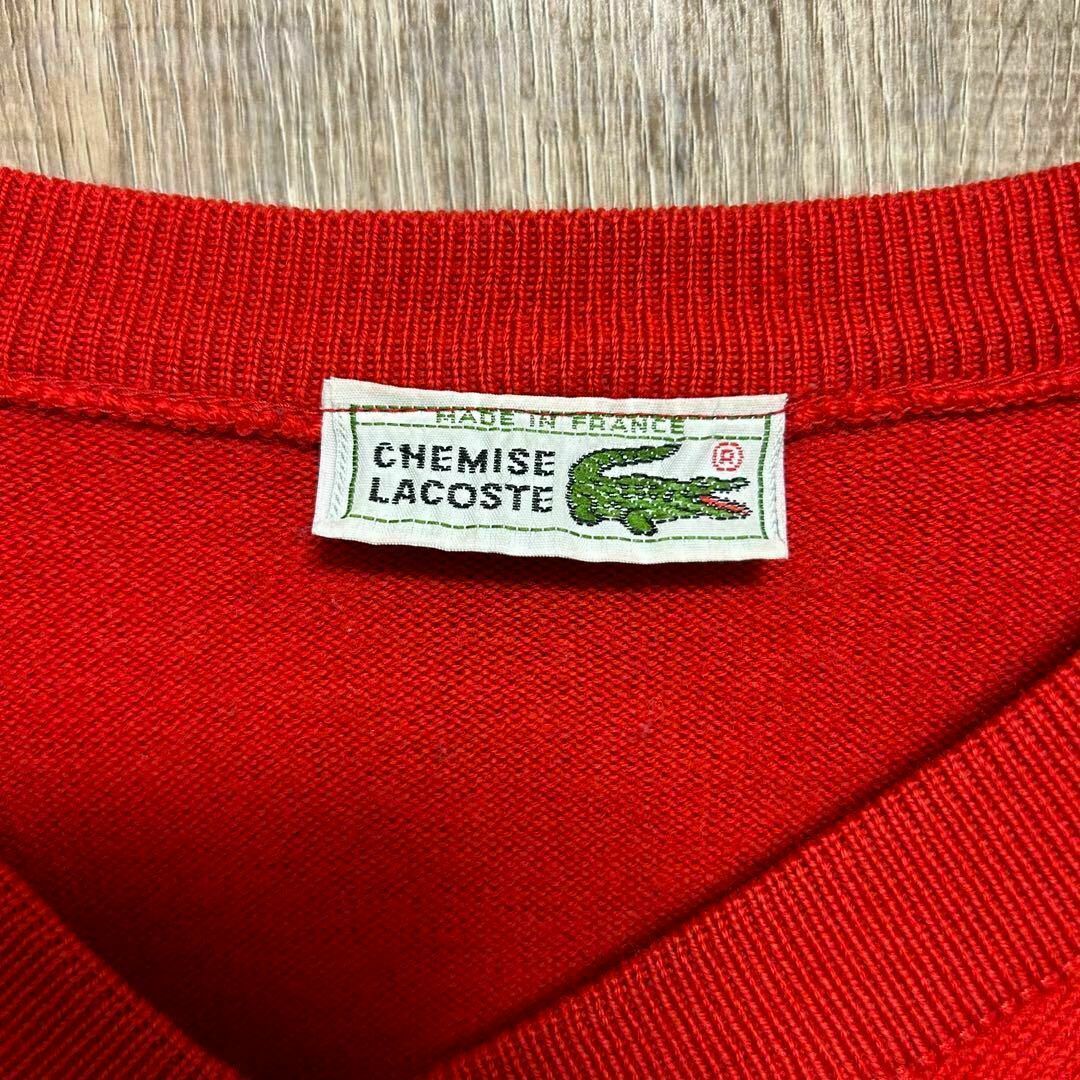 MADE IN FRANCE
CHEMISE
LACOSTE
®